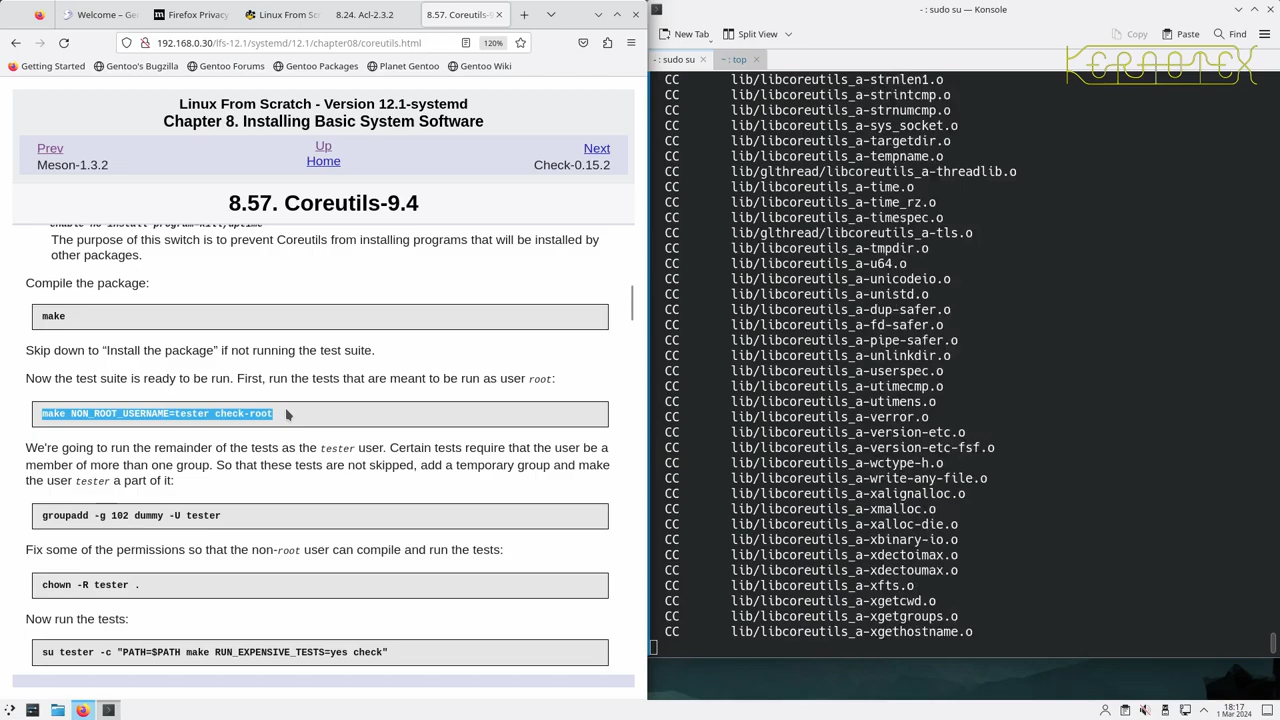 Welcome – Ge
Firefox Privacy
Linux From Scr
8.24. Acl-2.3.2
8.57. Coreutils-9
192.168.0.30/lfs-12.1/systemd/12.1/chapter08/coreutils.html
120%
Getting Started
Gentoo's Bugzilla
Gentoo Forums
Gentoo Packages
Planet Gentoo
Gentoo Wiki
Linux From Scratch - Version 12.1-systemd
Chapter 8. Installing Basic System Software
Prev
Up
Next
Meson-1.3.2
Home
Check-0.15.2
8.57. Coreutils-9.4
enable-no-install-program=kill,uptime
The purpose of this switch is to prevent Coreutils from installing programs that will be installed by
other packages.
Compile the package:
make
Skip down to “Install the package” if not running the test suite.
Now the test suite is ready to be run. First, run the tests that are meant to be run as user root:
make NON_ROOT_USERNAME=tester check-root
We're going to run the remainder of the tests as the tester user. Certain tests require that the user be a
member of more than one group. So that these tests are not skipped, add a temporary group and make
the user tester a part of it:
groupadd -g 102 dummy -U tester
Fix some of the permissions so that the non-root user can compile and run the tests:
chown -R tester .
Now run the tests:
su tester -c "PATH=$PATH make RUN_EXPENSIVE_TESTS=yes check"
- : sudo su — Konsole
New Tab
Split View
Copy
Paste
Find
- : sudo su
~ : top
KERNOTEX
CC lib/libcoreutils_a-strnlen1.o
CC lib/libcoreutils_a-strintcmp.o
CC lib/libcoreutils_a-strnumcmp.o
CC lib/libcoreutils_a-sys_socket.o
CC lib/libcoreutils_a-targetdir.o
CC lib/libcoreutils_a-tempname.o
CC lib/glthread/libcoreutils_a-threadlib.o
CC lib/libcoreutils_a-time.o
CC lib/libcoreutils_a-time_rz.o
CC lib/libcoreutils_a-timespec.o
CC lib/glthread/libcoreutils_a-tls.o
CC lib/libcoreutils_a-tmpdir.o
CC lib/libcoreutils_a-u64.o
CC lib/libcoreutils_a-unicodeio.o
CC lib/libcoreutils_a-unistd.o
CC lib/libcoreutils_a-dup-safer.o
CC lib/libcoreutils_a-fd-safer.o
CC lib/libcoreutils_a-pipe-safer.o
CC lib/libcoreutils_a-unlinkdir.o
CC lib/libcoreutils_a-userspec.o
CC lib/libcoreutils_a-utimecmp.o
CC lib/libcoreutils_a-utimens.o
CC lib/libcoreutils_a-verror.o
CC lib/libcoreutils_a-version-etc.o
CC lib/libcoreutils_a-version-etc-fsf.o
CC lib/libcoreutils_a-wctype-h.o
CC lib/libcoreutils_a-write-any-file.o
CC lib/libcoreutils_a-xalignalloc.o
CC lib/libcoreutils_a-xmalloc.o
CC lib/libcoreutils_a-xalloc-die.o
CC lib/libcoreutils_a-xbinary-io.o
CC lib/libcoreutils_a-xdectoimax.o
CC lib/libcoreutils_a-xdectoumax.o
CC lib/libcoreutils_a-xfts.o
CC lib/libcoreutils_a-xgetcwd.o
CC lib/libcoreutils_a-xgetgroups.o
CC lib/libcoreutils_a-xgethostname.o
18:17
1 Mar 2024